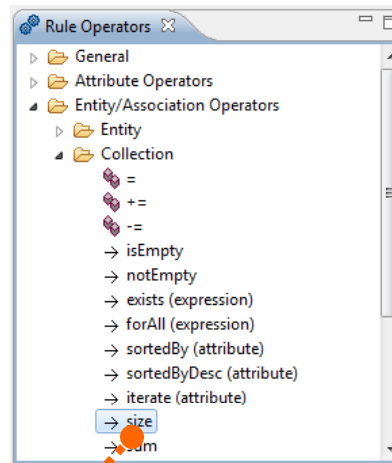 Rule Operators
General
Attribute Operators
Entity/Association Operators
Entity
Collection
=
+=
-=
→ isEmpty
→ notEmpty
→ exists (expression)
→ forAll (expression)
→ sortedBy (attribute)
→ sortedByDesc (attribute)
→ iterate (attribute)
→ size